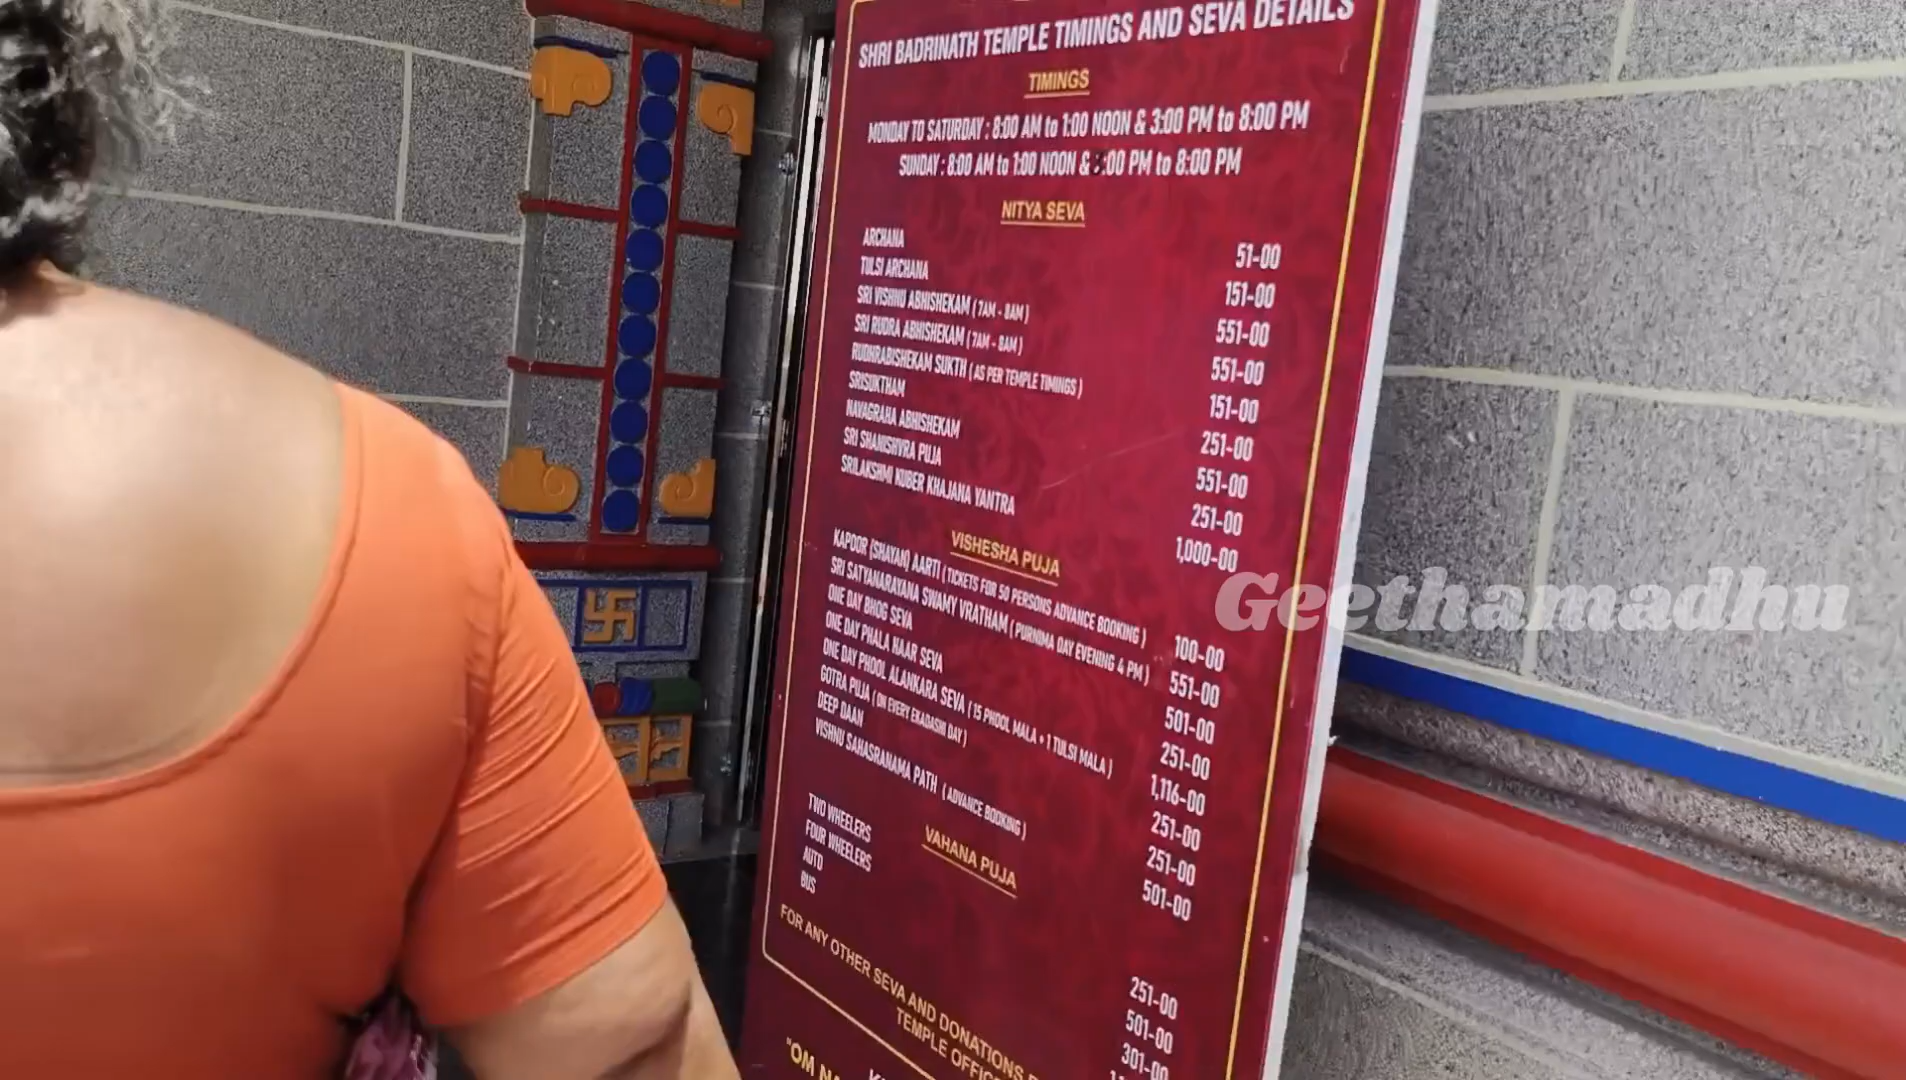 SHRI BADRINATH TEMPLE TIMINGS AND SEVA DETAILS
TIMINGS
MONDAY TO SATURDAY : 8:00 AM to 1:00 NOON & 3:00 PM to 8:00 PM
SUNDAY : 8:00 AM to 1:00 NOON & :00 PM to 8:00 PM
NITYA SEVA
ARCHANA 51-00
TULSI ARCHANA 151-00
SRI VISHNU ABHISHEKAM ( 7AM - 8AM ) 551-00
SRI RUDRA ABHISHEKAM ( 7AM - 8AM ) 551-00
RUDHRABISHEKAM SUKTH ( AS PER TEMPLE TIMINGS ) 151-00
SRISUKTHAM 251-00
NAVAGRAHA ABHISHEKAM 551-00
SRI SHANISHVRA PUJA 251-00
SRILAKSHMI KUBER KHAJANA YANTRA 1,000-00
VISHESHA PUJA
KAPOOR (SHAYAN) AARTI ( TICKETS FOR 50 PERSONS ADVANCE BOOKING ) 100-00
SRI SATYANARAYANA SWAMY VRATHAM ( PURNIMA DAY EVENING 4 PM ) 551-00
ONE DAY BHOG SEVA 501-00
ONE DAY PHALA HAAR SEVA 251-00
ONE DAY PHOOL ALANKARA SEVA ( 15 PHOOL MALA + 1 TULSI MALA ) 1,116-00
GOTRA PUJA ( ON EVERY EKADASHI DAY ) 251-00
DEEP DAAN 251-00
VISHNU SAHASRANAMA PATH ( ADVANCE BOOKING ) 501-00
VAHANA PUJA
TWO WHEELERS 251-00
FOUR WHEELERS 501-00
AUTO 301-00
BUS
FOR ANY OTHER SEVA AND DONATIONS
TEMPLE OFFICE
"OM
Geethamadhu